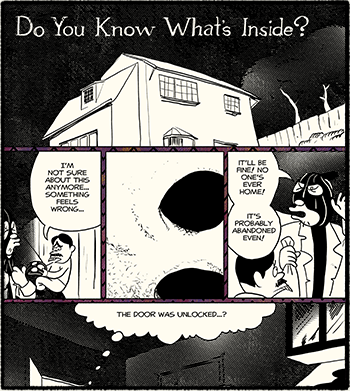 Do You Know What's Inside?
I'M
NOT SURE
ABOUT THIS
ANYMORE...
SOMETHING
FEELS
WRONG...
IT'LL BE
FINE! NO
ONE'S
EVER
HOME!
IT'S
PROBABLY
ABANDONED
EVEN!
THE DOOR WAS UNLOCKED...?